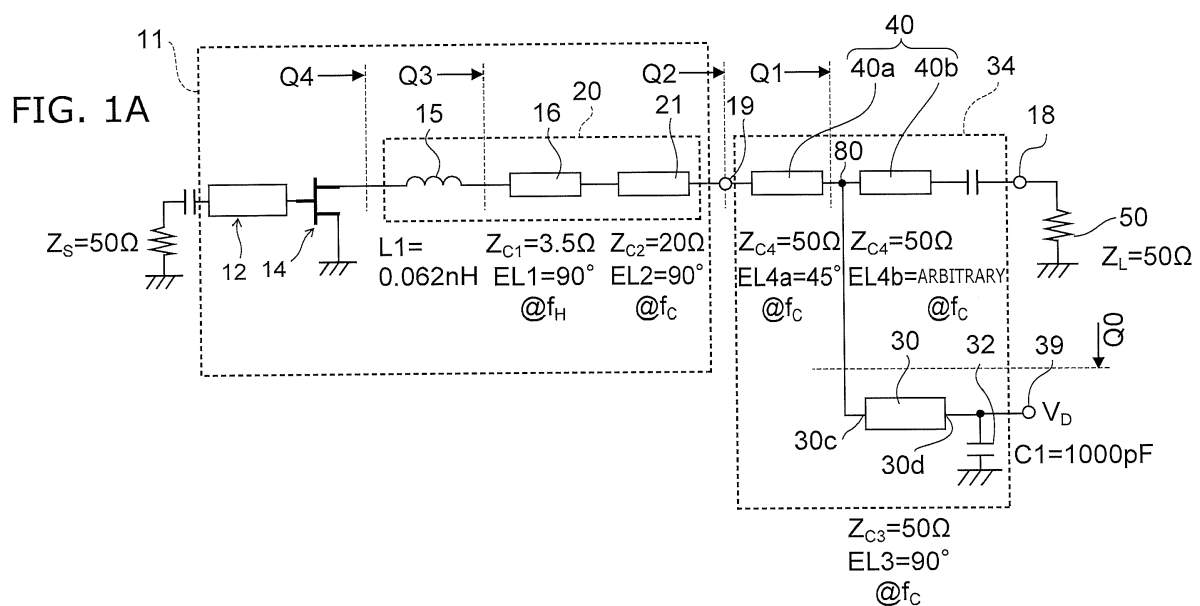 FIG. 1A
11
Q4
Q3
Q2
Q1
40
40a
40b
34
20
15
16
21
19
18
80
50
Z_S=50Ω
12
14
L1=
0.062nH
Z_C1=3.5Ω
EL1=90°
@f_H
Z_C2=20Ω
EL2=90°
@f_C
Z_C4=50Ω
EL4a=45°
@f_C
Z_C4=50Ω
EL4b=ARBITRARY
@f_C
Z_L=50Ω
Q0
30
32
39
V_D
30c
30d
C1=1000pF
Z_C3=50Ω
EL3=90°
@f_C